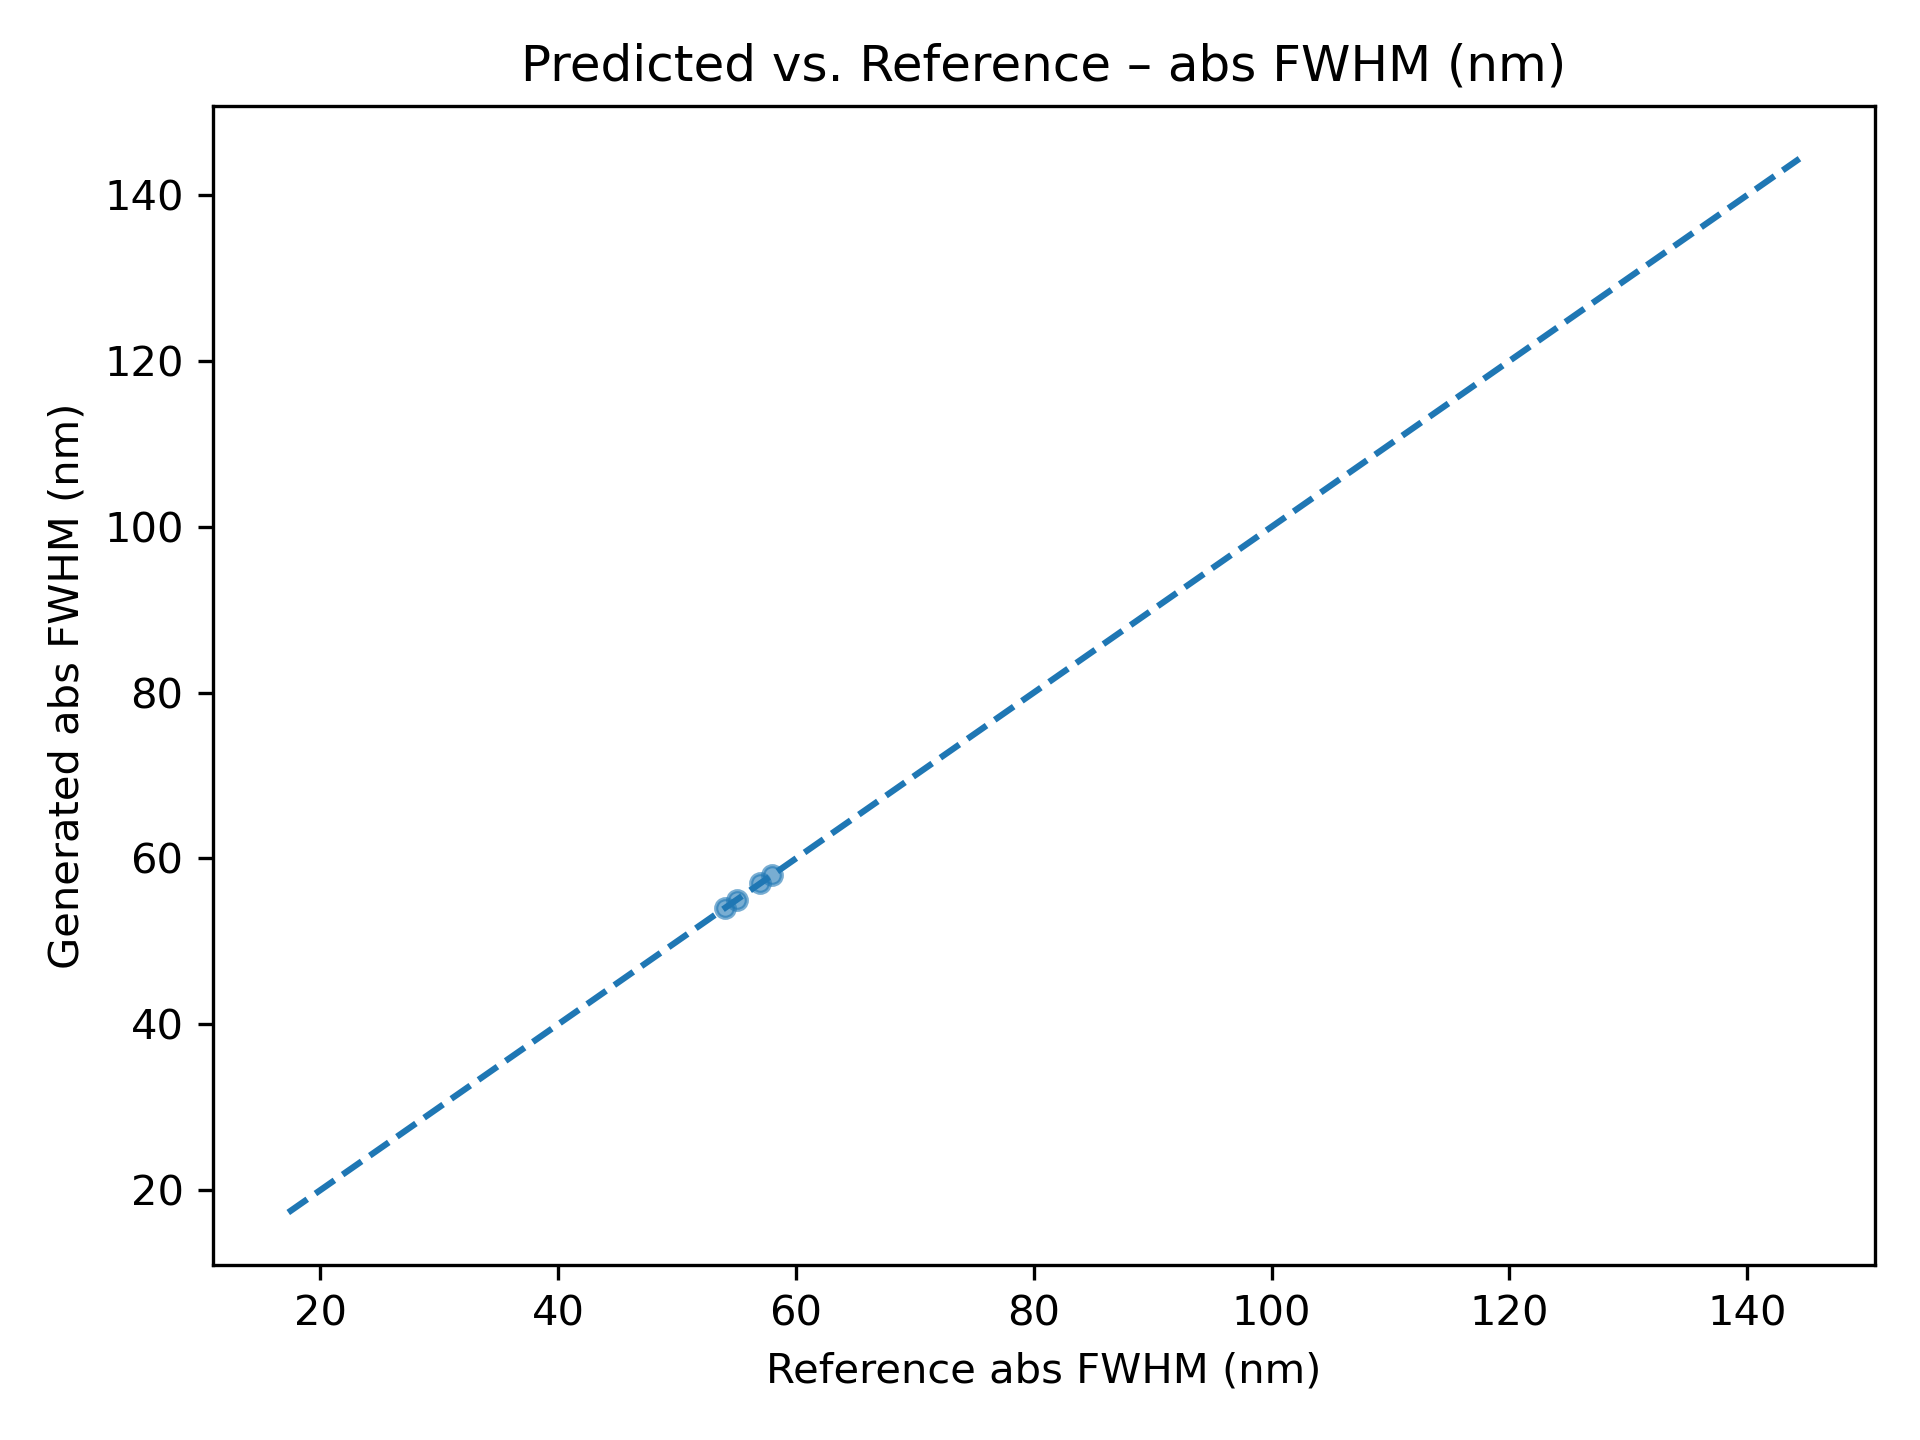 Predicted vs. Reference – abs FWHM (nm)
140
120
100
80
60
40
20
Generated abs FWHM (nm)
20 40 60 80 100 120 140
Reference abs FWHM (nm)